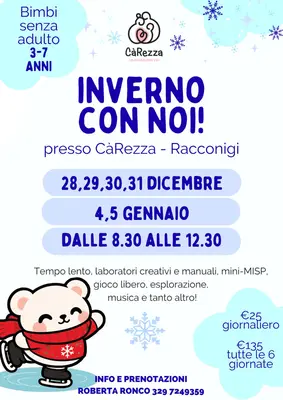 Bimbi
senza
adulto
3-7
ANNI
CàRezza
INVERNO
CON NOI!
presso CàRezza - Racconigi
28,29,30,31 DICEMBRE
4,5 GENNAIO
DALLE 8.30 ALLE 12.30
Tempo lento, laboratori creativi e manuali, mini-MISP,
gioco libero, esplorazione,
musica e tanto altro!
€25
giornaliero
€135
tutte le 6
giornate
INFO E PRENOTAZIONI
ROBERTA RONCO 329 7249359